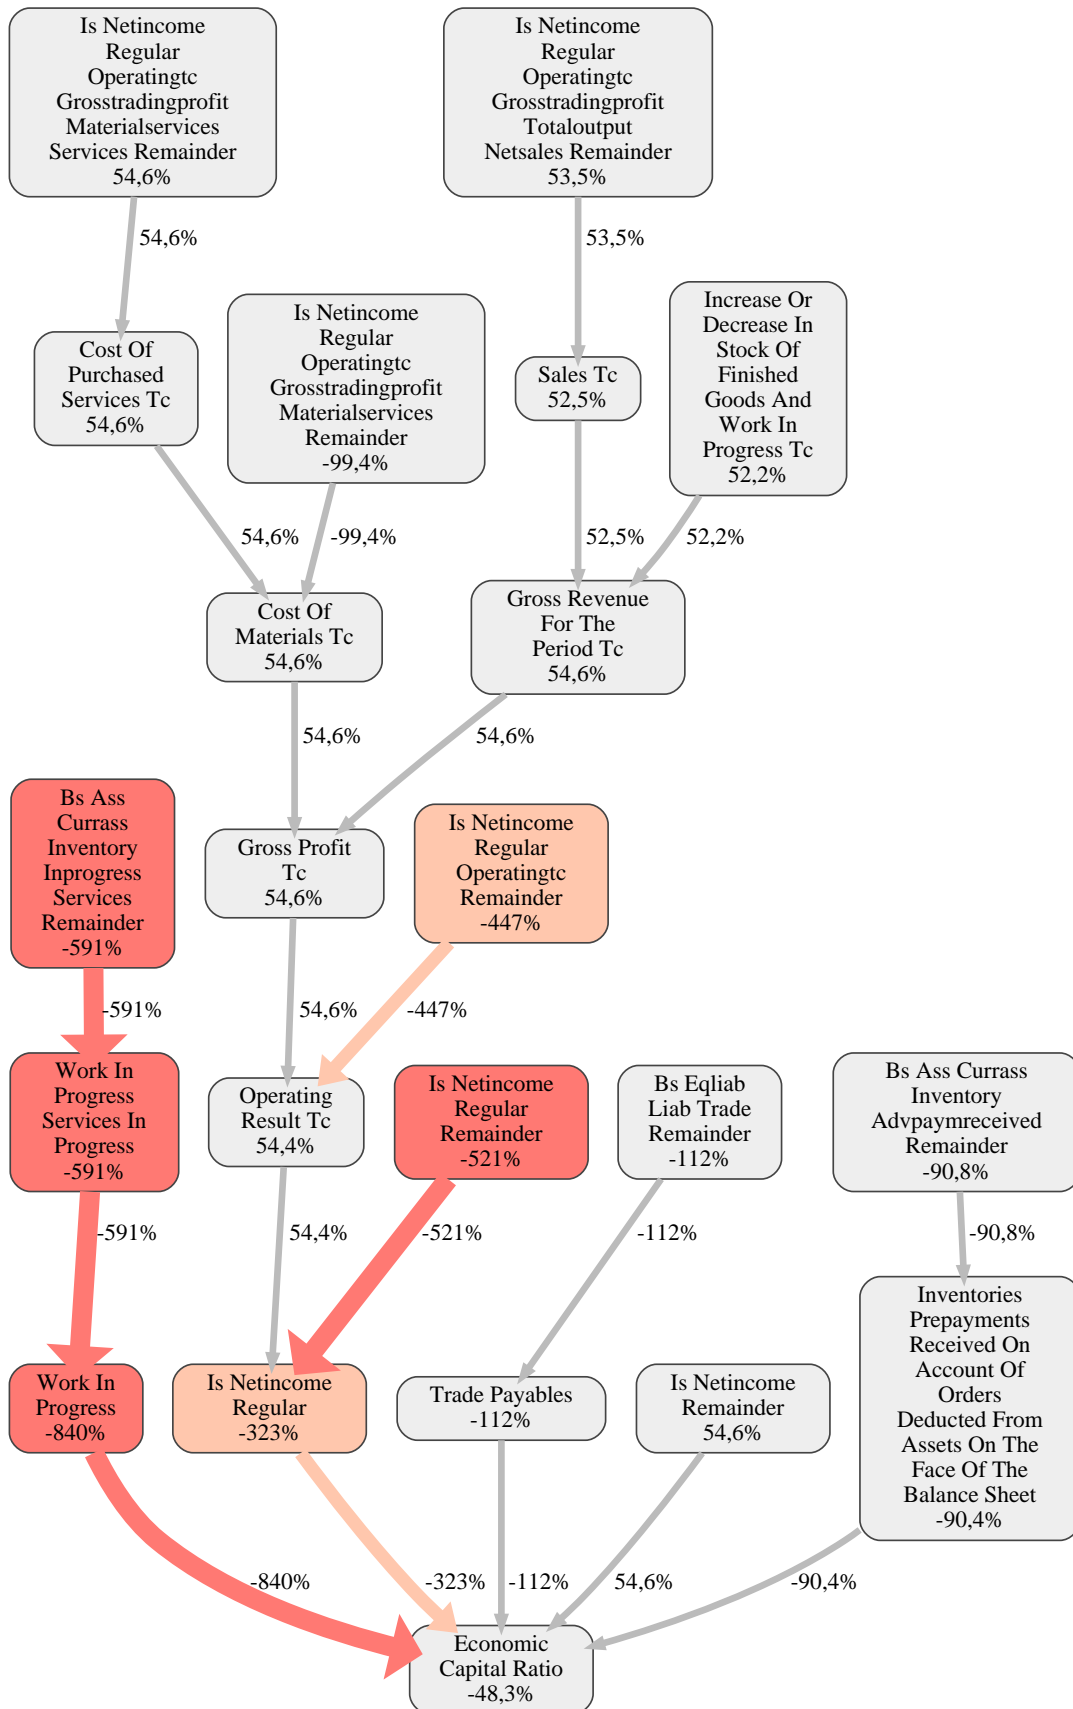 Is Netincome
Regular
Operatingtc
Grosstradingprofit
Materialservices
Services Remainder
54,6%
Is Netincome
Regular
Operatingtc
Grosstradingprofit
Totaloutput
Netsales Remainder
53,5%
54,6%
53,5%
Cost Of
Purchased
Services Tc
54,6%
Is Netincome
Regular
Operatingtc
Grosstradingprofit
Materialservices
Remainder
-99,4%
Sales Tc
52,5%
Increase Or
Decrease In
Stock Of
Finished
Goods And
Work In
Progress Tc
52,2%
54,6%
-99,4%
52,5%
52,2%
Cost Of
Materials Tc
54,6%
Gross Revenue
For The
Period Tc
54,6%
54,6%
54,6%
Bs Ass
Currass
Inventory
Inprogress
Services
Remainder
-591%
Gross Profit
Tc
54,6%
Is Netincome
Regular
Operatingtc
Remainder
-447%
-591%
54,6%
-447%
Work In
Progress
Services In
Progress
-591%
Operating
Result Tc
54,4%
Is Netincome
Regular
Remainder
-521%
Bs Eqliab
Liab Trade
Remainder
-112%
Bs Ass Currass
Inventory
Advpaymreceived
Remainder
-90,8%
-591%
54,4%
-521%
-112%
-90,8%
Work In
Progress
-840%
Is Netincome
Regular
-323%
Trade Payables
-112%
Is Netincome
Remainder
54,6%
Inventories
Prepayments
Received On
Account Of
Orders
Deducted From
Assets On The
Face Of The
Balance Sheet
-90,4%
-840%
-323%
-112%
54,6%
-90,4%
Economic
Capital Ratio
-48,3%